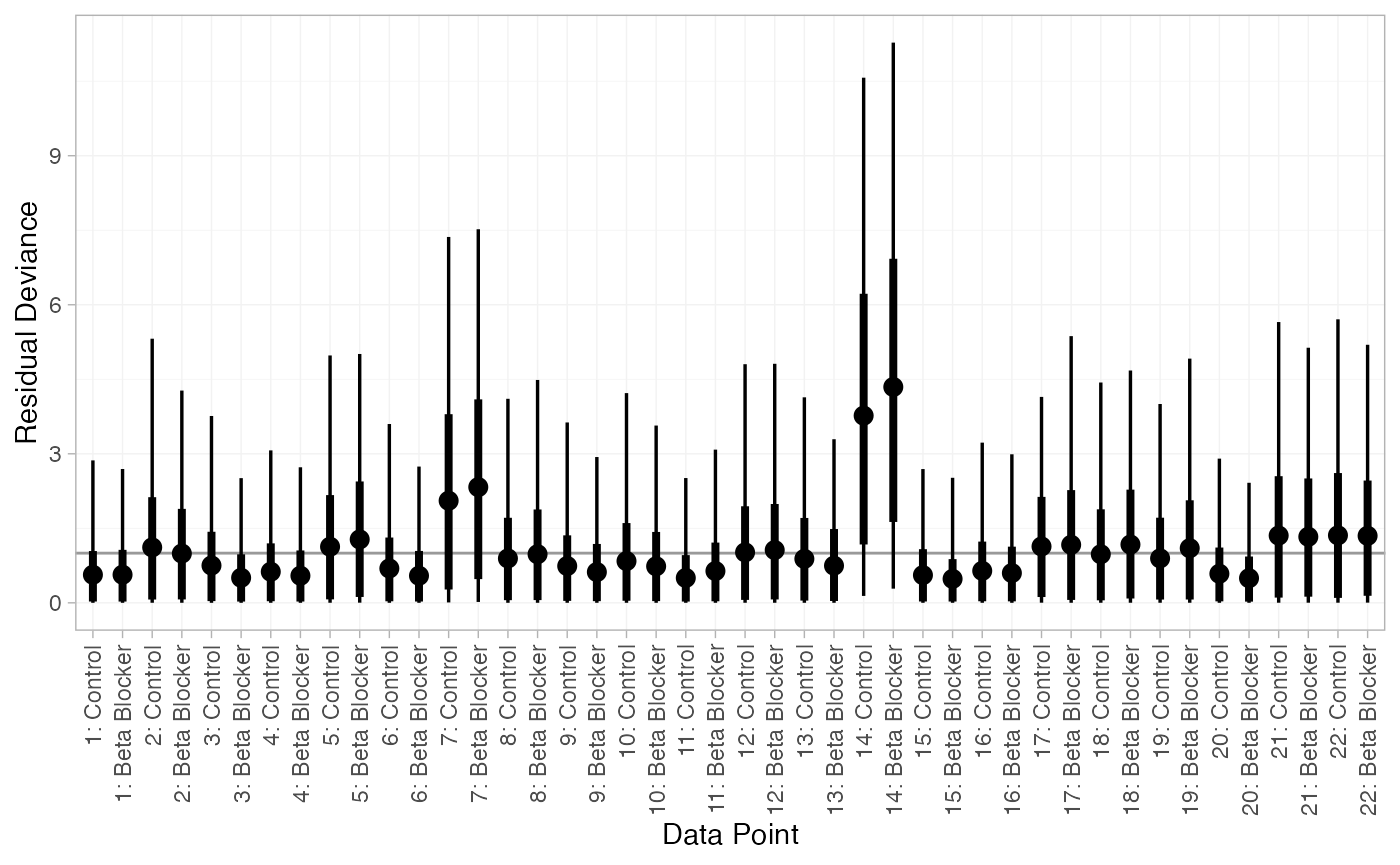 Residual Deviance
9
6
3
0
1: Control
1: Beta Blocker
2: Control
2: Beta Blocker
3: Control
3: Beta Blocker
4: Control
4: Beta Blocker
5: Control
5: Beta Blocker
6: Control
6: Beta Blocker
7: Control
7: Beta Blocker
8: Control
8: Beta Blocker
9: Control
9: Beta Blocker
10: Control
10: Beta Blocker
11: Control
11: Beta Blocker
12: Control
12: Beta Blocker
13: Control
13: Beta Blocker
14: Control
14: Beta Blocker
15: Control
15: Beta Blocker
16: Control
16: Beta Blocker
17: Control
17: Beta Blocker
18: Control
18: Beta Blocker
19: Control
19: Beta Blocker
20: Control
20: Beta Blocker
21: Control
21: Beta Blocker
22: Control
22: Beta Blocker
Data Point